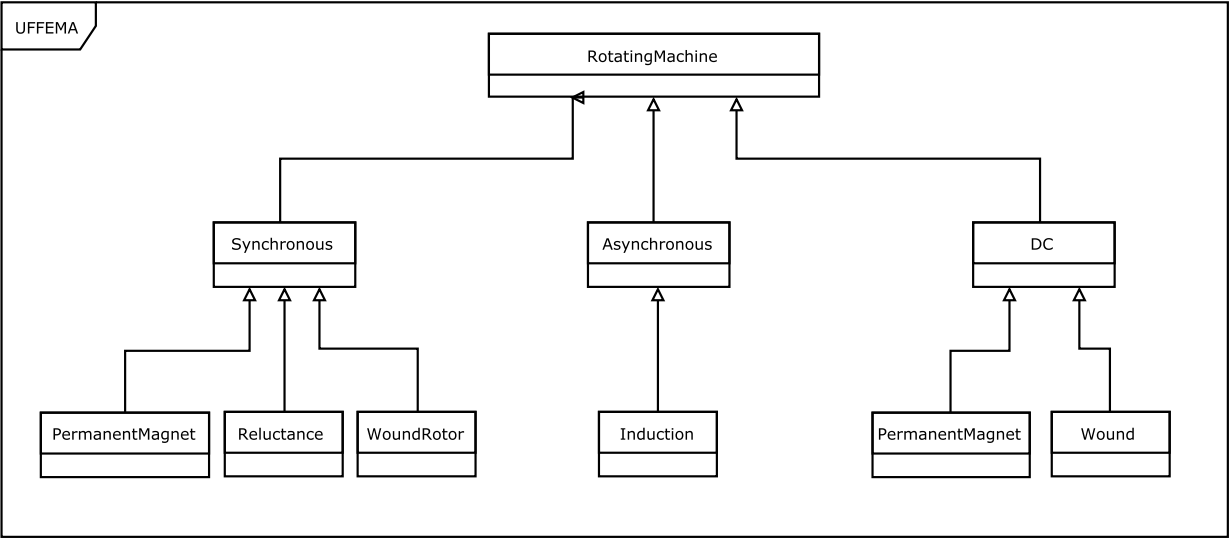 UFFEMA
RotatingMachine
Synchronous
Asynchronous
DC
PermanentMagnet
Reluctance
WoundRotor
Induction
PermanentMagnet
Wound